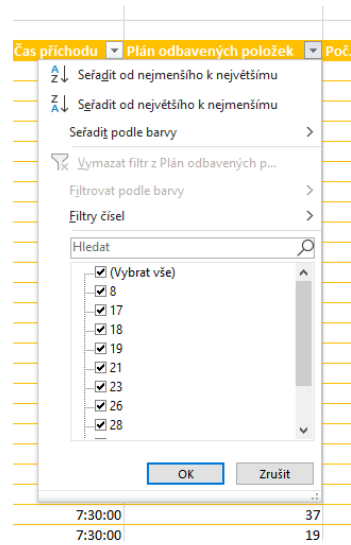 Čas příchodu Plán odbavených položek Poč.
Seřadit od nejmenšího k největšímu
Seřadit od největšího k nejmenšímu
Seřadit podle barvy
Vymazat filtr z Plán odbavených p...
Filtrovat podle barvy
Filtry čísel
Hledat
(Vybrat vše)
8
17
18
19
21
23
26
28
OK Zrušit
7:30:00 37
7:30:00 19